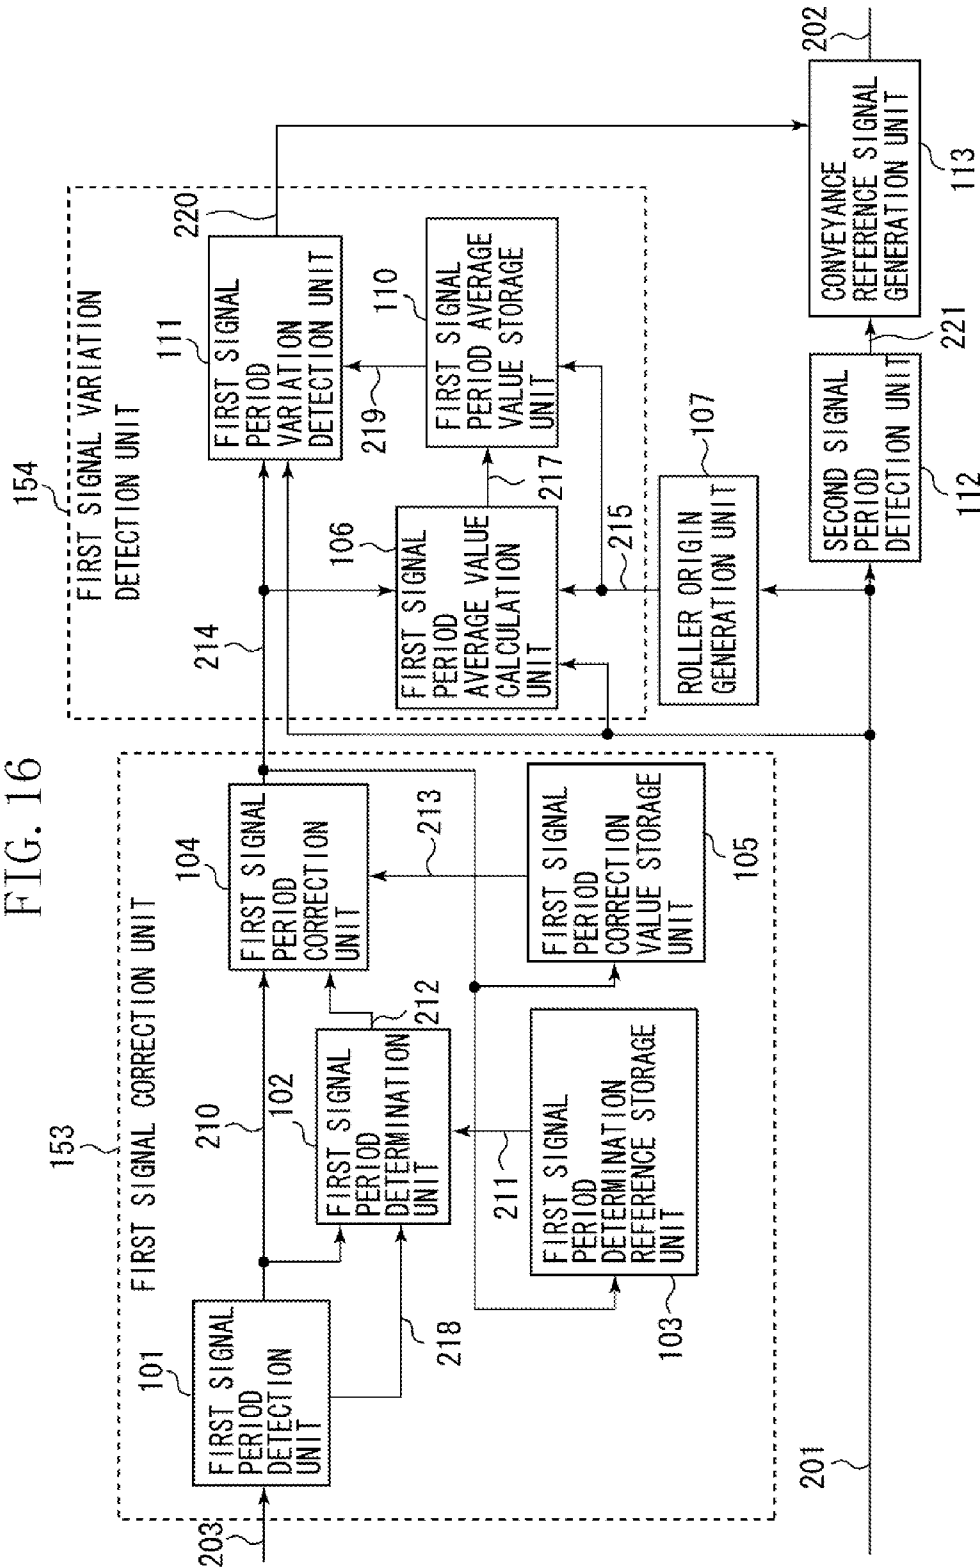 FIG. 16
153
FIRST SIGNAL CORRECTION UNIT
203
101
FIRST SIGNAL
PERIOD
DETECTION
UNIT
218
210
102
FIRST SIGNAL
PERIOD
DETERMINATION
UNIT
212
211
FIRST SIGNAL
PERIOD
DETERMINATION
REFERENCE STORAGE
UNIT
103
104
FIRST SIGNAL
PERIOD
CORRECTION
UNIT
213
FIRST SIGNAL
PERIOD
CORRECTION
VALUE STORAGE
UNIT
105
154
FIRST SIGNAL VARIATION
DETECTION UNIT
214
106
FIRST SIGNAL
PERIOD
AVERAGE VALUE
CALCULATION
UNIT
217
215
111
FIRST SIGNAL
PERIOD
VARIATION
DETECTION UNIT
220
219
110
FIRST SIGNAL
PERIOD AVERAGE
VALUE STORAGE
UNIT
107
ROLLER ORIGIN
GENERATION UNIT
201
SECOND SIGNAL
PERIOD
DETECTION UNIT
112
221
CONVEYANCE
REFERENCE SIGNAL
GENERATION UNIT
113
202